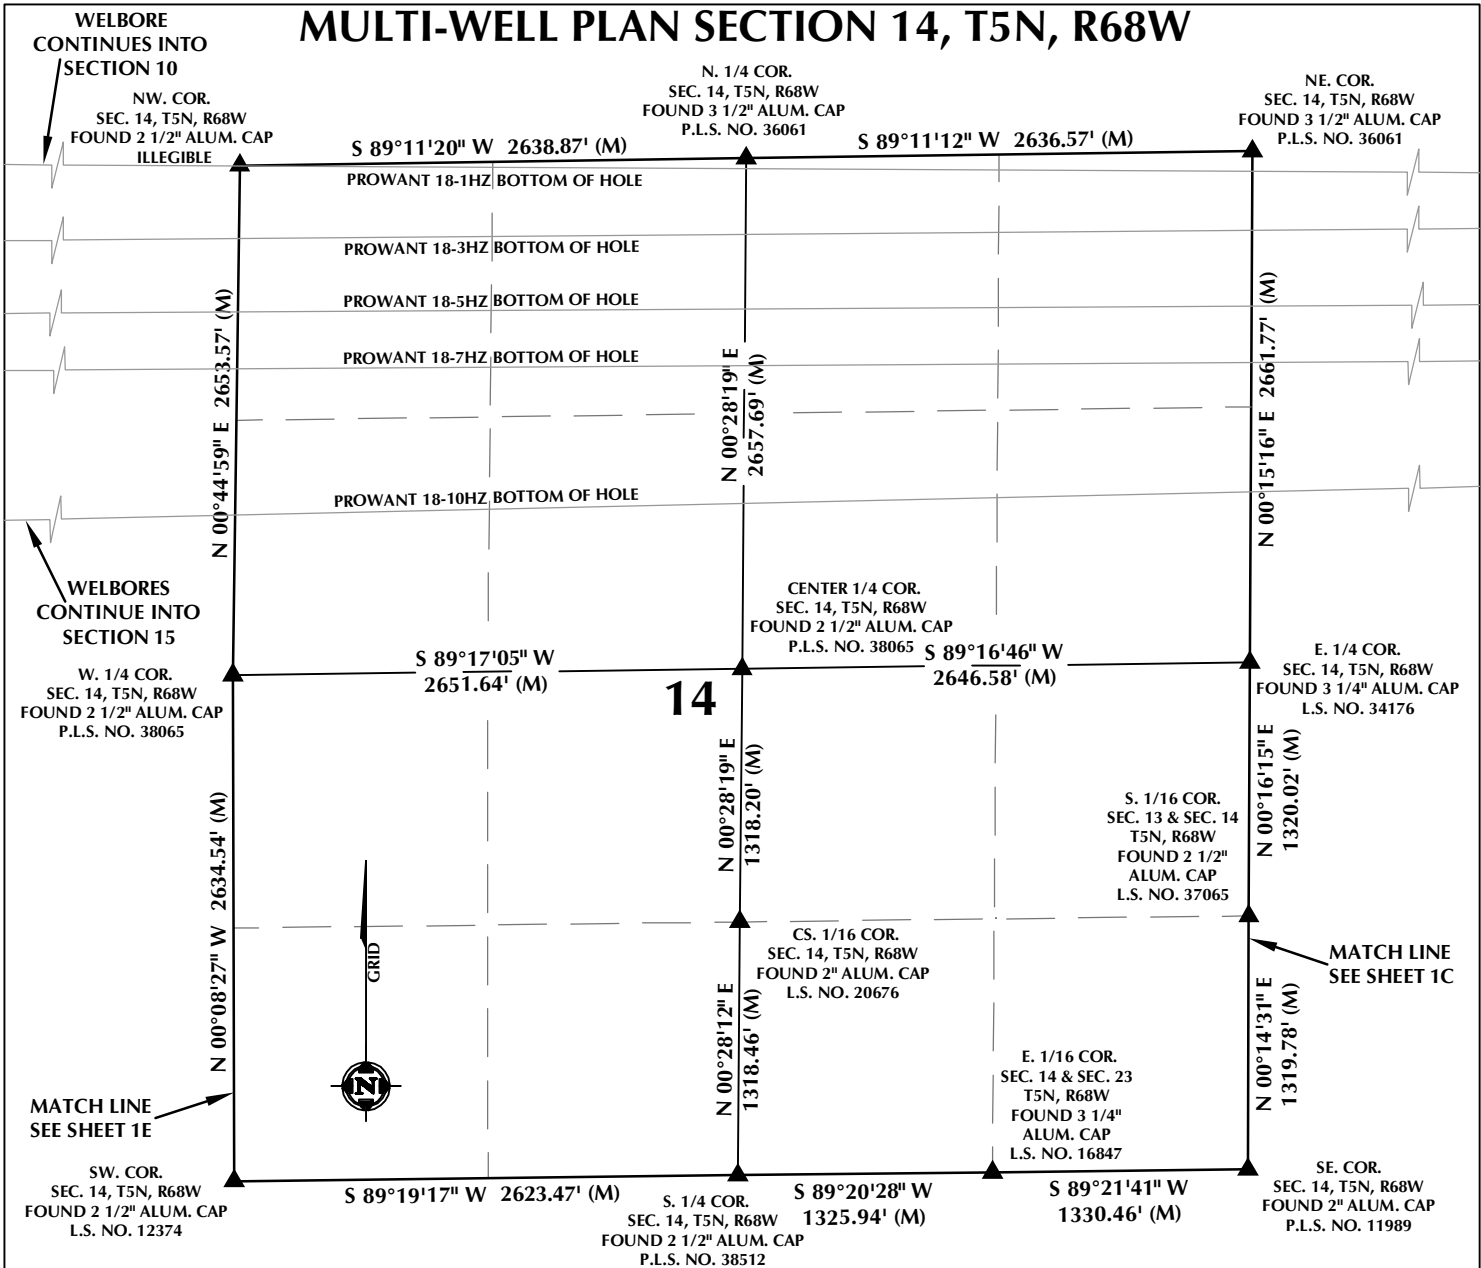 MULTI-WELL PLAN SECTION 14, T5N, R68W
WELBORE
CONTINUES INTO
SECTION 10
NW. COR.
SEC. 14, T5N, R68W
FOUND 2 1/2" ALUM. CAP
ILLEGIBLE
N. 1/4 COR.
SEC. 14, T5N, R68W
FOUND 3 1/2" ALUM. CAP
P.L.S. NO. 36061
NE. COR.
SEC. 14, T5N, R68W
FOUND 3 1/2" ALUM. CAP
P.L.S. NO. 36061
S 89°11'20" W 2638.87' (M)
S 89°11'12" W 2636.57' (M)
PROWANT 18-1HZ BOTTOM OF HOLE
PROWANT 18-3HZ BOTTOM OF HOLE
PROWANT 18-5HZ BOTTOM OF HOLE
PROWANT 18-7HZ BOTTOM OF HOLE
PROWANT 18-10HZ BOTTOM OF HOLE
N 00°44'59" E 2653.57' (M)
N 00°28'19" E
2657.69' (M)
N 00°15'16" E 2661.77' (M)
WELBORES
CONTINUE INTO
SECTION 15
W. 1/4 COR.
SEC. 14, T5N, R68W
FOUND 2 1/2" ALUM. CAP
P.L.S. NO. 38065
S 89°17'05" W
2651.64' (M)
CENTER 1/4 COR.
SEC. 14, T5N, R68W
FOUND 2 1/2" ALUM. CAP
P.L.S. NO. 38065
S 89°16'46" W
2646.58' (M)
E. 1/4 COR.
SEC. 14, T5N, R68W
FOUND 3 1/4" ALUM. CAP
L.S. NO. 34176
14
N 00°08'27" W 2634.54' (M)
N 00°28'19" E
1318.20' (M)
S. 1/16 COR.
SEC. 13 & SEC. 14
T5N, R68W
FOUND 2 1/2"
ALUM. CAP
L.S. NO. 37065
N 00°16'15" E
1320.02' (M)
GRID
N
CS. 1/16 COR.
SEC. 14, T5N, R68W
FOUND 2" ALUM. CAP
L.S. NO. 20676
MATCH LINE
SEE SHEET 1C
N 00°28'12" E
1318.46' (M)
E. 1/16 COR.
SEC. 14 & SEC. 23
T5N, R68W
FOUND 3 1/4"
ALUM. CAP
L.S. NO. 16847
N 00°14'31" E
1319.78' (M)
MATCH LINE
SEE SHEET 1E
SW. COR.
SEC. 14, T5N, R68W
FOUND 2 1/2" ALUM. CAP
L.S. NO. 12374
S 89°19'17" W 2623.47' (M)
S. 1/4 COR.
SEC. 14, T5N, R68W
FOUND 2 1/2" ALUM. CAP
P.L.S. NO. 38512
S 89°20'28" W
1325.94' (M)
S 89°21'41" W
1330.46' (M)
SE. COR.
SEC. 14, T5N, R68W
FOUND 2" ALUM. CAP
P.L.S. NO. 11989